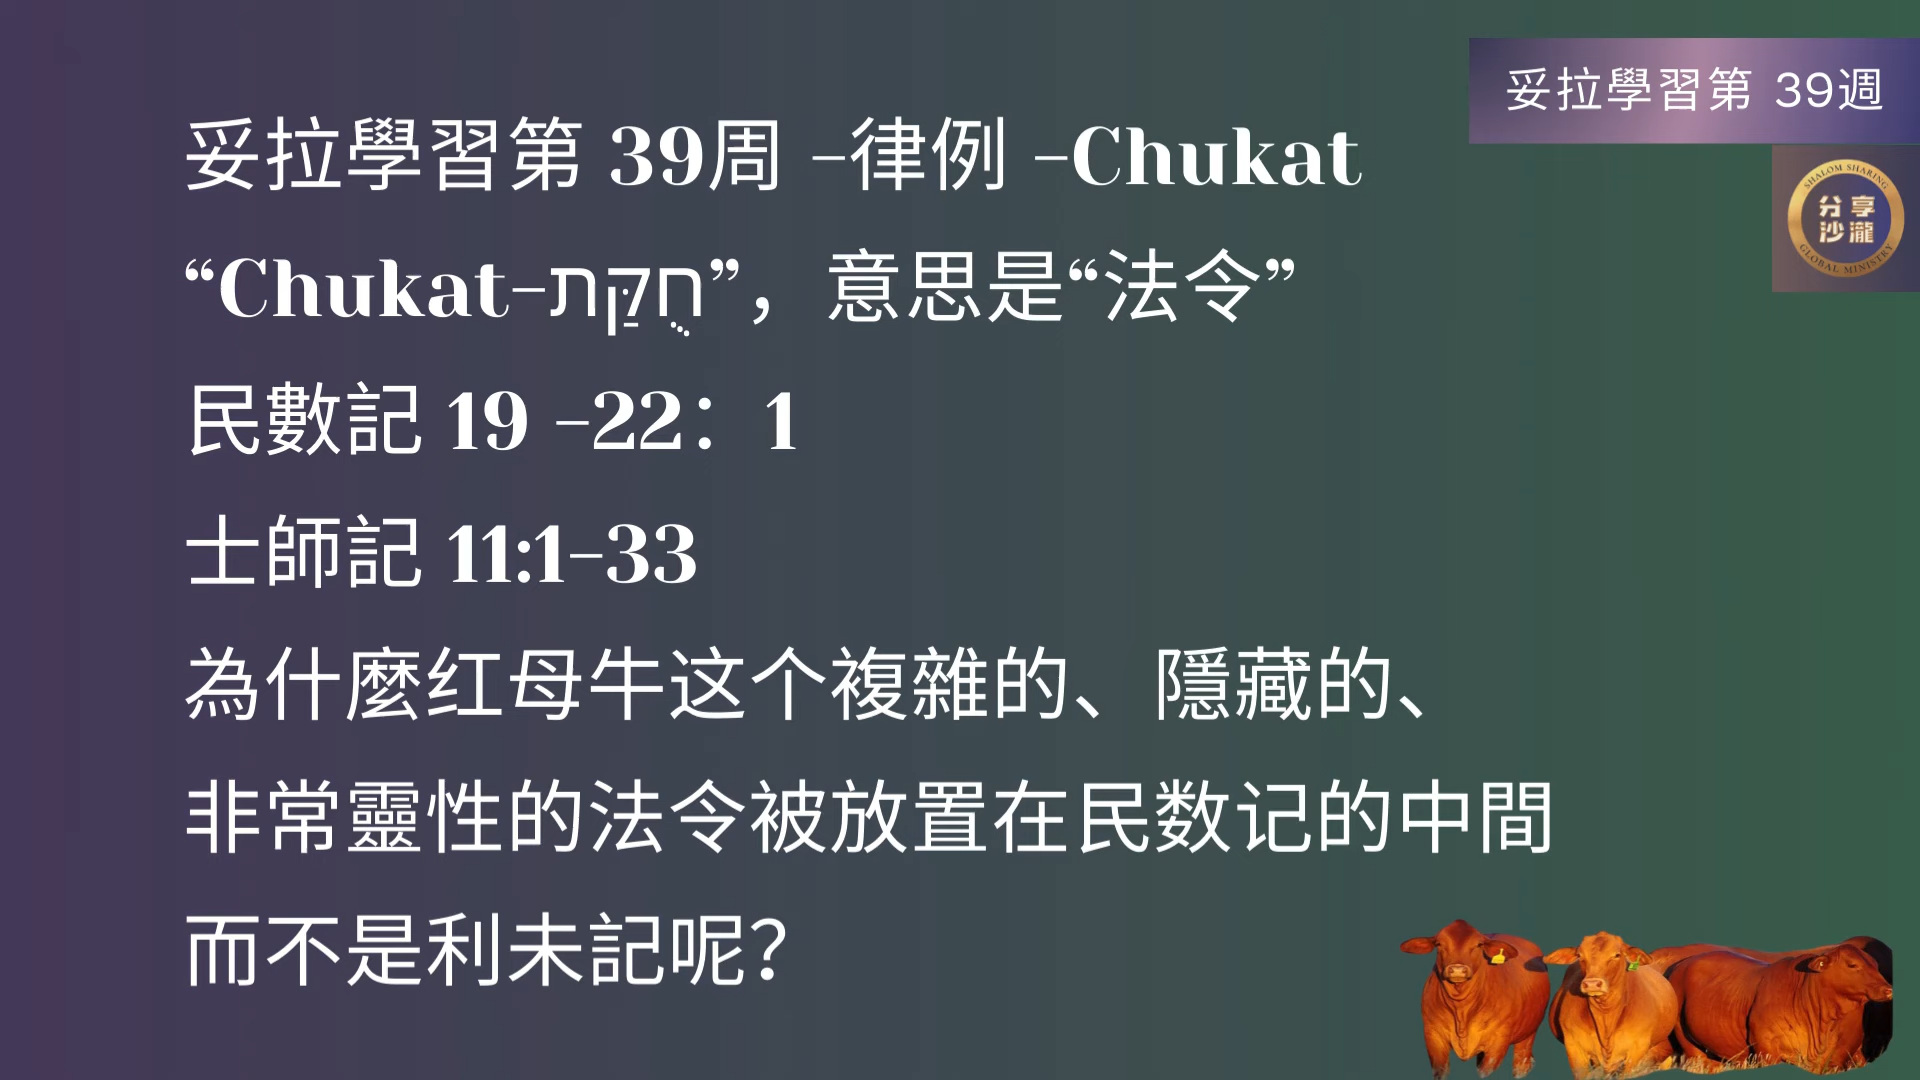 妥拉學習第 39週
妥拉學習第 39周 -律例 -Chukat
“Chukat-חֻקַּת”，意思是“法令”
民數記 19 -22：1
士師記 11:1-33
為什麼红母牛这个複雜的、隱藏的、
非常靈性的法令被放置在民数记的中間
而不是利未記呢？
SHALOM SHARING
分享
沙瀧
GLOBAL MINISTRY